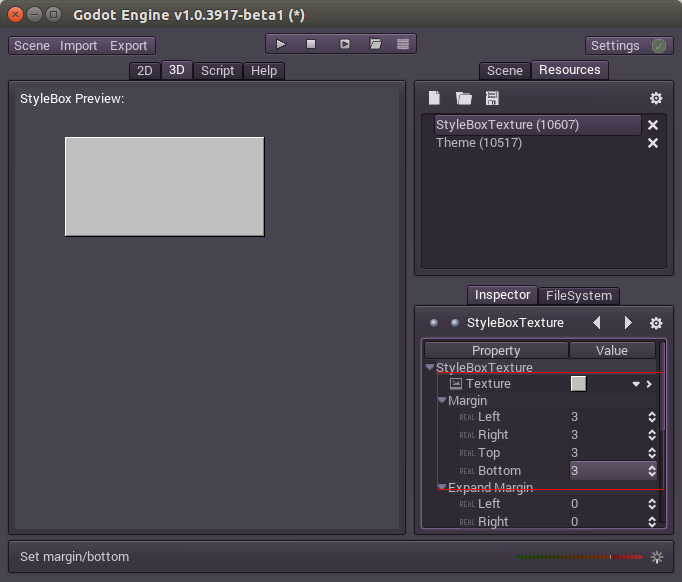 Godot Engine v1.0.3917-beta1 (*)
Scene Import Export
Settings
2D 3D Script Help
Scene Resources
StyleBox Preview:
StyleBoxTexture (10607)
Theme (10517)
Inspector FileSystem
StyleBoxTexture
Property Value
StyleBoxTexture
Texture
Margin
REAL Left 3
REAL Right 3
REAL Top 3
REAL Bottom 3
Expand Margin
REAL Left 0
REAL Right 0
Set margin/bottom